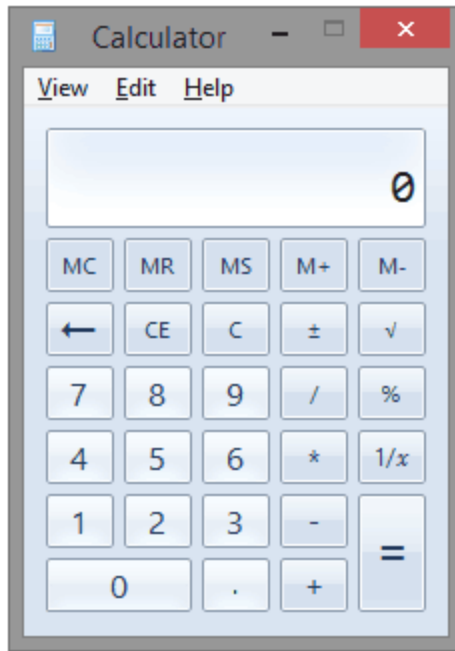 Calculator
View Edit Help
0
MC MR MS M+ M-
← CE C ± √
7 8 9 / %
4 5 6 * 1/x
1 2 3 - =
0 . +